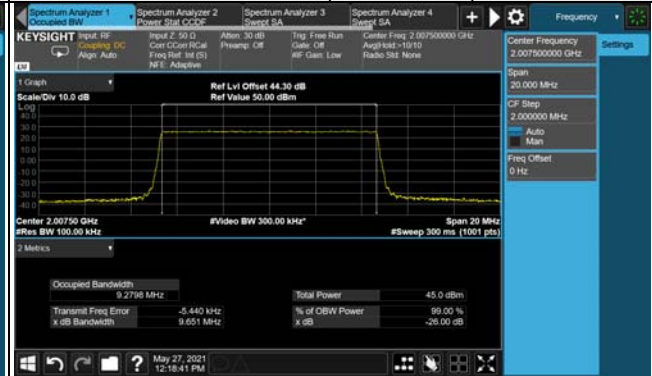 Spectrum Analyzer 1
Occupied BW
Spectrum Analyzer 2
Power Stat CCDF
Spectrum Analyzer 3
Swept SA
Spectrum Analyzer 4
Swept SA
+
Frequency
KEYSIGHT
Input: RF
Coupling: DC
Align: Auto
Input Z: 50 Ω
Corr CCorr RCal
Freq Ref: Int (S)
NFE: Adaptive
Atten: 30 dB
Preamp: Off
Trig: Free Run
Gate: Off
#IF Gain: Low
Center Freq: 2.007500000 GHz
Avg|Hold:>10/10
Radio Std: None
LXI
1 Graph
Scale/Div 10.0 dB
Ref Lvl Offset 44.30 dB
Ref Value 50.00 dBm
Log
40.0
30.0
20.0
10.0
0.00
-10.0
-20.0
-30.0
-40.0
Center 2.00750 GHz
#Res BW 100.00 kHz
#Video BW 300.00 kHz*
Span 20 MHz
#Sweep 300 ms (1001 pts)
2 Metrics
Occupied Bandwidth
9.2798 MHz
Total Power 45.0 dBm
Transmit Freq Error -5.440 kHz
% of OBW Power 99.00 %
x dB Bandwidth 9.651 MHz
x dB -26.00 dB
Center Frequency
2.007500000 GHz
Settings
Span
20.000 MHz
CF Step
2.000000 MHz
Auto
Man
Freq Offset
0 Hz
?
May 27, 2021
12:18:41 PM